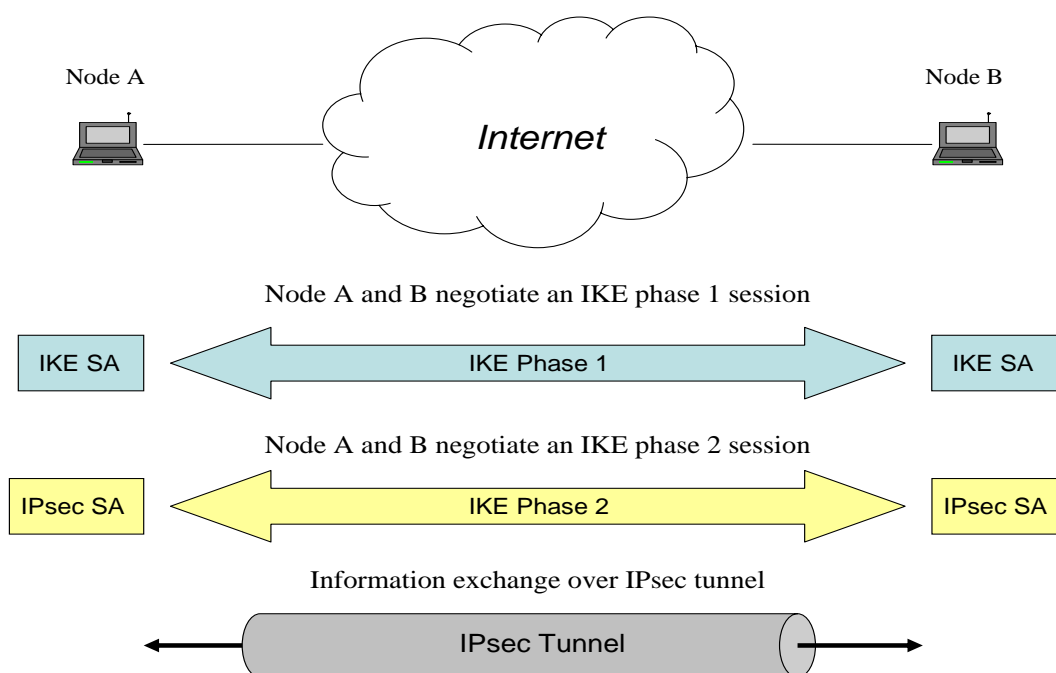 Node A
Node B
Internet
Node A and B negotiate an IKE phase 1 session
IKE SA
IKE Phase 1
IKE SA
Node A and B negotiate an IKE phase 2 session
IPsec SA
IKE Phase 2
IPsec SA
Information exchange over IPsec tunnel
IPsec Tunnel